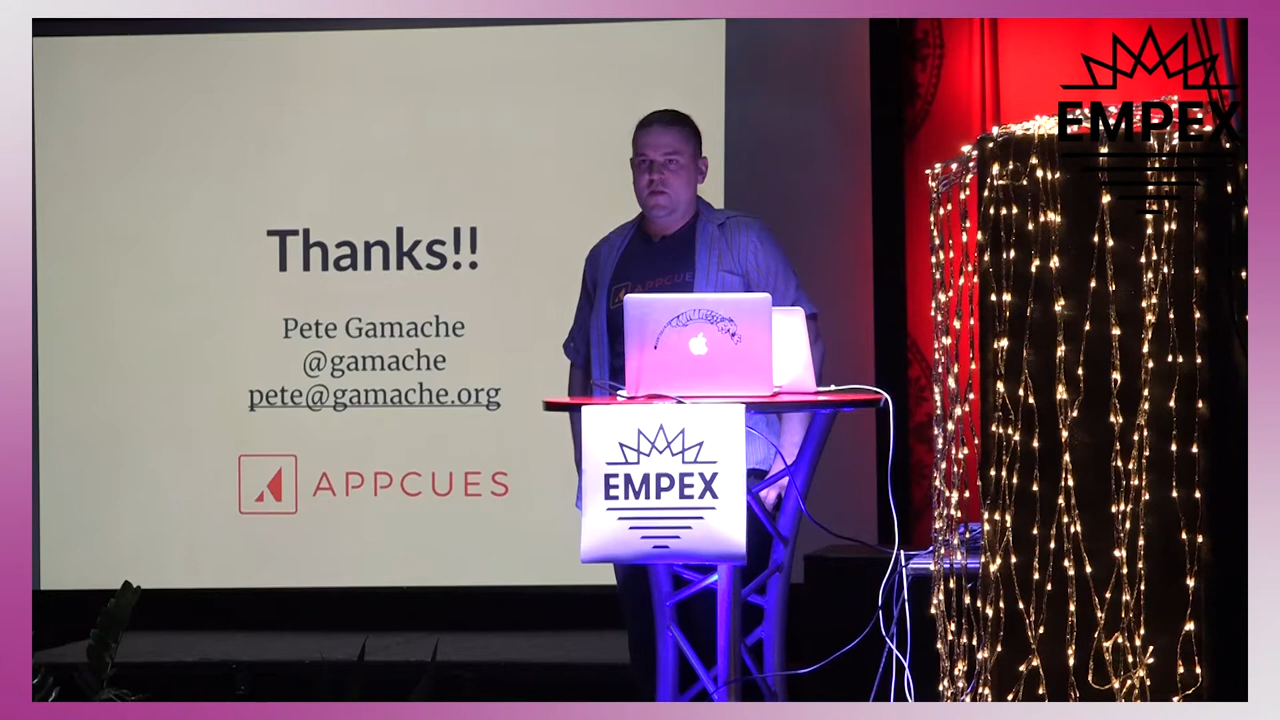 Thanks!!
Pete Gamache
@gamache
pete@gamache.org
APPCUES
APPCUES
EMPEX
EMPEX